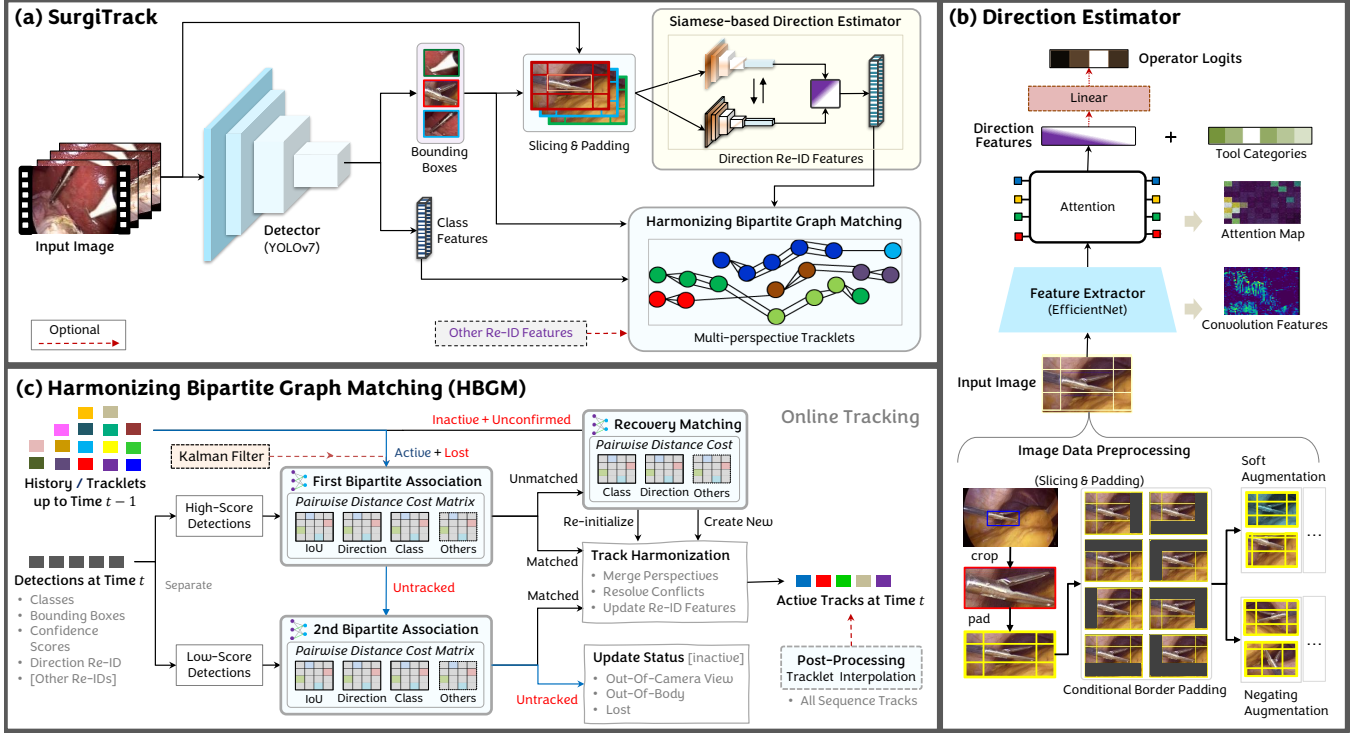 (a) SurgiTrack
Siamese-based Direction Estimator
Direction Re-ID Features
Bounding
Boxes
Slicing & Padding
Input Image
Detector
(YOLOv7)
Class
Features
Harmonizing Bipartite Graph Matching
Multi-perspective Tracklets
Other Re-ID Features
Optional
(b) Direction Estimator
Operator Logits
Linear
Direction
Features
+
Tool Categories
Attention
Attention Map
Feature Extractor
(EfficientNet)
Convolution Features
Input Image
Image Data Preprocessing
(Slicing & Padding)
Soft
Augmentation
crop
pad
...
...
Conditional Border Padding
Negating
Augmentation
(c) Harmonizing Bipartite Graph Matching (HBGM)
Online Tracking
History / Tracklets
up to Time t − 1
Kalman Filter
Inactive + Unconfirmed
Active + Lost
Recovery Matching
Pairwise Distance Cost
Class Direction Others
First Bipartite Association
Pairwise Distance Cost Matrix
IoU Direction Class Others
High-Score
Detections
Unmatched
Matched
Re-initialize
Create New
Track Harmonization
• Merge Perspectives
• Resolve Conflicts
• Update Re-ID Features
Active Tracks at Time t
Detections at Time t
• Classes
• Bounding Boxes
• Confidence
Scores
• Direction Re-ID
• [Other Re-IDs]
Separate
Untracked
Low-Score
Detections
2nd Bipartite Association
Pairwise Distance Cost Matrix
IoU Direction Class Others
Matched
Untracked
Update Status [inactive]
• Out-Of-Camera View
• Out-Of-Body
• Lost
Post-Processing
Tracklet Interpolation
• All Sequence Tracks